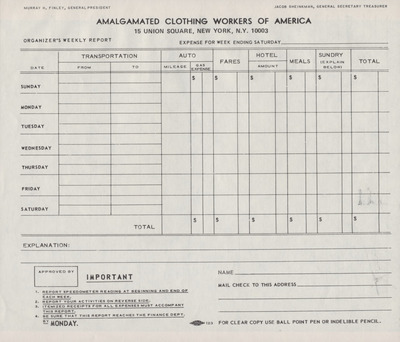 MURRAY H. FINLEY, GENERAL PRESIDENT
JACOB SHEINKMAN, GENERAL SECRETARY TREASURER
AMALGAMATED CLOTHING WORKERS OF AMERICA
15 UNION SQUARE, NEW YORK, N.Y. 10003
ORGANIZER'S WEEKLY REPORT
EXPENSE FOR WEEK ENDING SATURDAY
DATE
TRANSPORTATION
FROM TO
AUTO
MILEAGE GAS EXPENSE
FARES
HOTEL
AMOUNT
MEALS
SUNDRY
(EXPLAIN BELOW)
TOTAL
$ $ $ $ $ $
SUNDAY
MONDAY
TUESDAY
WEDNESDAY
THURSDAY
FRIDAY
SATURDAY
TOTAL
$ $ $ $ $ $
EXPLANATION:
APPROVED BY
IMPORTANT
1. REPORT SPEEDOMETER READING AT BEGINNING AND END OF EACH WEEK.
2. REPORT YOUR ACTIVITIES ON REVERSE SIDE.
3. ITEMIZED RECEIPTS FOR ALL EXPENSES MUST ACCOMPANY THIS REPORT.
4. BE SURE THAT THIS REPORT REACHES THE FINANCE DEPT. BY MONDAY.
NAME
MAIL CHECK TO THIS ADDRESS
FOR CLEAR COPY USE BALL POINT PEN OR INDELIBLE PENCIL.